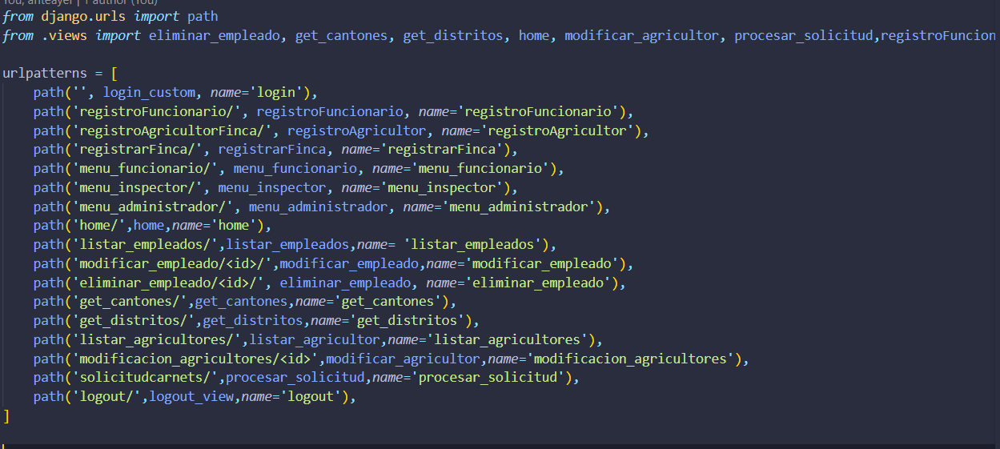 You, anteayer | 1 author (You)
from django.urls import path
from .views import eliminar_empleado, get_cantones, get_distritos, home, modificar_agricultor, procesar_solicitud,registroFuncion
urlpatterns = [
path('', login_custom, name='login'),
path('registroFuncionario/', registroFuncionario, name='registroFuncionario'),
path('registroAgricultorFinca/', registroAgricultor, name='registroAgricultor'),
path('registrarFinca/', registrarFinca, name='registrarFinca'),
path('menu_funcionario/', menu_funcionario, name='menu_funcionario'),
path('menu_inspector/', menu_inspector, name='menu_inspector'),
path('menu_administrador/', menu_administrador, name='menu_administrador'),
path('home/',home,name='home'),
path('listar_empleados/',listar_empleados,name= 'listar_empleados'),
path('modificar_empleado/<id>/',modificar_empleado,name='modificar_empleado'),
path('eliminar_empleado/<id>/', eliminar_empleado, name='eliminar_empleado'),
path('get_cantones/',get_cantones,name='get_cantones'),
path('get_distritos/',get_distritos,name='get_distritos'),
path('listar_agricultores/',listar_agricultor,name='listar_agricultores'),
path('modificacion_agricultores/<id>',modificar_agricultor,name='modificacion_agricultores'),
path('solicitudcarnets/',procesar_solicitud,name='procesar_solicitud'),
path('logout/',logout_view,name='logout'),
]